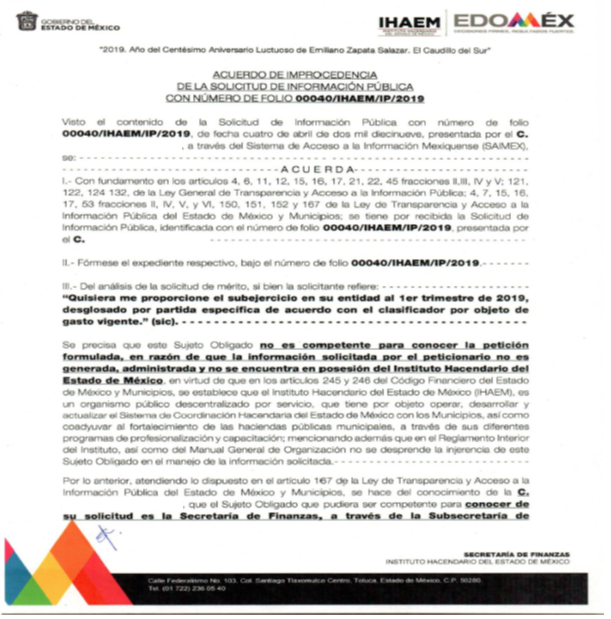 GOBIERNO DEL
ESTADO DE MÉXICO
IHAEM
EDOMÉX
DECISIONES FIRMES, RESULTADOS FUERTES.
"2019. Año del Centésimo Aniversario Luctuoso de Emiliano Zapata Salazar. El Caudillo del Sur"
ACUERDO DE IMPROCEDENCIA
DE LA SOLICITUD DE INFORMACIÓN PÚBLICA
CON NÚMERO DE FOLIO 00040/IHAEM/IP/2019
Visto el contenido de la Solicitud de Información Pública con número de folio
00040/IHAEM/IP/2019, de fecha cuatro de abril de dos mil diecinueve, presentada por el C.
, a través del Sistema de Acceso a la Información Mexiquense (SAIMEX),
se: - - - - - - - - - - - - - - - - - - - - - - - - - - - - - - - - - - - - - - - -
- - - - - - - - - - - - - - - - - - - - A C U E R D A - - - - - - - - - - - - - - - - - - - -
I.- Con fundamento en los artículos 4, 6, 11, 12, 15, 16, 17, 21, 22, 45 fracciones II,III, IV y V; 121,
122, 124 132, de la Ley General de Transparencia y Acceso a la Información Pública; 4, 7, 15, 16,
17, 53 fracciones II, IV, V, y VI, 150, 151, 152 y 167 de la Ley de Transparencia y Acceso a la
Información Pública del Estado de México y Municipios; se tiene por recibida la Solicitud de
Información Pública, identificada con el número de folio 00040/IHAEM/IP/2019, presentada por
el C. - - - - - - - - - - - - - - - - - - - - - - - - - - - - - -
II.- Fórmese el expediente respectivo, bajo el número de folio 00040/IHAEM/IP/2019.- - - - - - -
III.- Del análisis de la solicitud de mérito, si bien la solicitante refiere: - - - - - - - - - - - - - - - - - -
"Quisiera me proporcione el subejercicio en su entidad al 1er trimestre de 2019,
desglosado por partida específica de acuerdo con el clasificador por objeto de
gasto vigente." (sic). - - - - - - - - - - - - - - - - - - - - - - - - - - - - - -
Se precisa que este Sujeto Obligado no es competente para conocer la petición
formulada, en razón de que la información solicitada por el peticionario no es
generada, administrada y no se encuentra en posesión del Instituto Hacendario del
Estado de México, en virtud de que en los artículos 245 y 246 del Código Financiero del Estado
de México y Municipios, se establece que el Instituto Hacendario del Estado de México (IHAEM), es
un organismo público descentralizado por servicio, que tiene por objeto operar, desarrollar y
actualizar el Sistema de Coordinación Hacendaria del Estado de México con los Municipios, así como
coadyuvar al fortalecimiento de las haciendas públicas municipales, a través de sus diferentes
programas de profesionalización y capacitación; mencionando además que en el Reglamento Interior
del Instituto, así como del Manual General de Organización no se desprende la injerencia de este
Sujeto Obligado en el manejo de la información solicitada.- - - - - - - - - - - - - - - - - - - - - - - -
Por lo anterior, atendiendo lo dispuesto en el artículo 167 de la Ley de Transparencia y Acceso a la
Información Pública del Estado de México y Municipios, se hace del conocimiento de la C.
, que el Sujeto Obligado que pudiera ser competente para conocer de
su solicitud es la Secretaría de Finanzas, a través de la Subsecretaría de
SECRETARÍA DE FINANZAS
INSTITUTO HACENDARIO DEL ESTADO DE MÉXICO
Calle Federalismo No. 103, Col. Santiago Tlaxomulco Centro, Toluca, Estado de México, C.P. 50280.
Tel. (01 722) 236 05 40